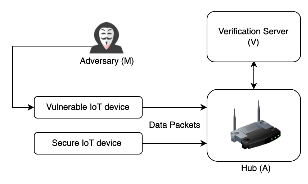 Verification Server
(V)
Adversary (M)
Vulnerable IoT device
Data Packets
Secure IoT device
Hub (A)